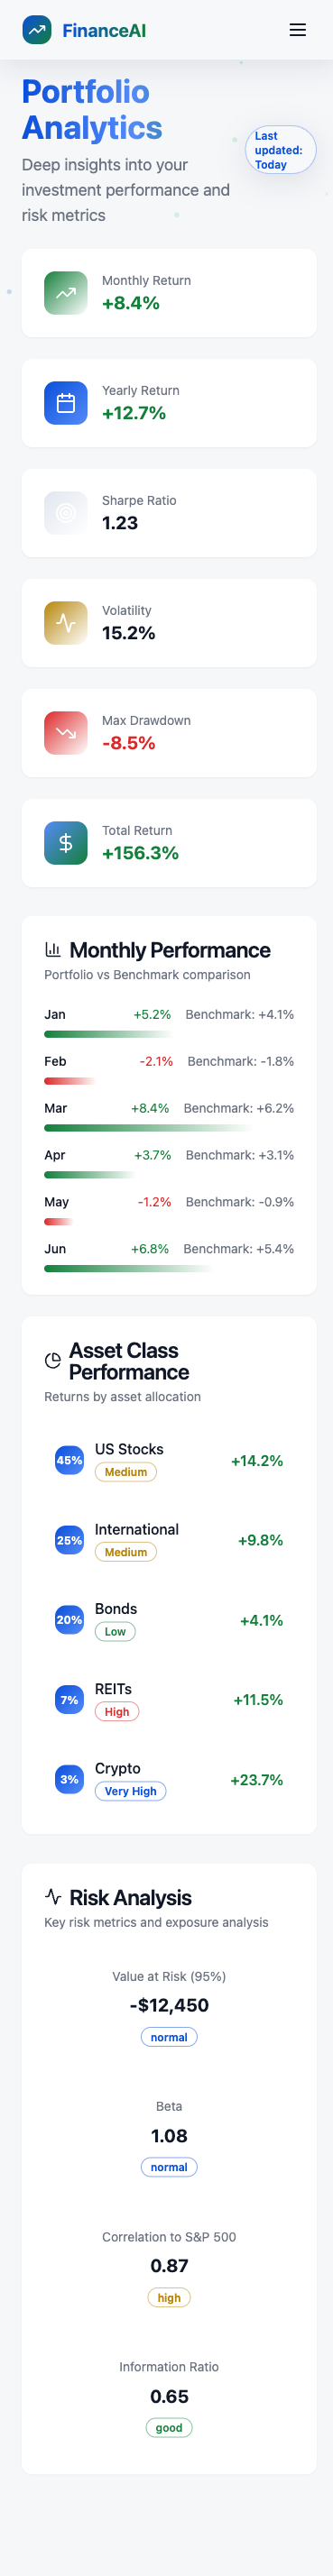 FinanceAI
Portfolio
Analytics
Deep insights into your
investment performance and
risk metrics
Last
updated:
Today
Monthly Return
+8.4%
Yearly Return
+12.7%
Sharpe Ratio
1.23
Volatility
15.2%
Max Drawdown
-8.5%
Total Return
+156.3%
Monthly Performance
Portfolio vs Benchmark comparison
Jan +5.2% Benchmark: +4.1%
Feb -2.1% Benchmark: -1.8%
Mar +8.4% Benchmark: +6.2%
Apr +3.7% Benchmark: +3.1%
May -1.2% Benchmark: -0.9%
Jun +6.8% Benchmark: +5.4%
Asset Class
Performance
Returns by asset allocation
45% US Stocks +14.2%
Medium
25% International +9.8%
Medium
20% Bonds +4.1%
Low
7% REITs +11.5%
High
3% Crypto +23.7%
Very High
Risk Analysis
Key risk metrics and exposure analysis
Value at Risk (95%)
-$12,450
normal
Beta
1.08
normal
Correlation to S&P 500
0.87
high
Information Ratio
0.65
good